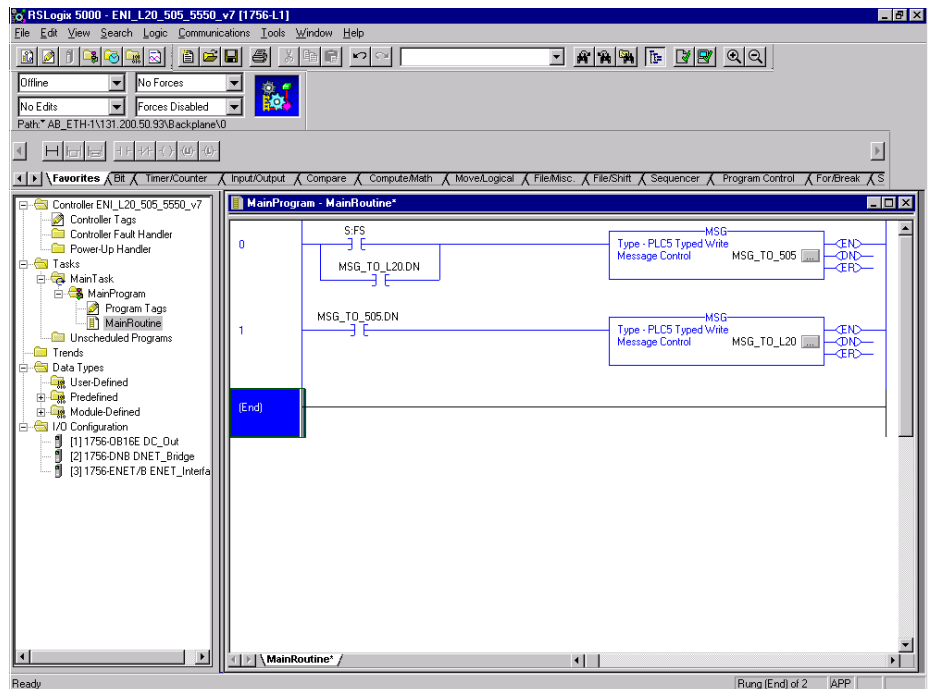 RSLogix 5000 - ENI_L20_505_5550_v7 [1756-L1]
File Edit View Search Logic Communications Tools Window Help
Offline No Forces
No Edits Forces Disabled
Path:* AB_ETH-1\131.200.50.93\Backplane\0
Favorites Bit Timer/Counter Input/Output Compare Compute/Math Move/Logical File/Misc. File/Shift Sequencer Program Control For/Break S
Controller ENI_L20_505_5550_v7
Controller Tags
Controller Fault Handler
Power-Up Handler
Tasks
MainTask
MainProgram
Program Tags
MainRoutine
Unscheduled Programs
Trends
Data Types
User-Defined
Predefined
Module-Defined
I/O Configuration
[1] 1756-OB16E DC_Out
[2] 1756-DNB DNET_Bridge
[3] 1756-ENET/B ENET_Interfa
MainProgram - MainRoutine*
0
S:FS
MSG_TO_L20.DN
MSG
Type - PLC5 Typed Write
Message Control MSG_TO_505 ...
EN
DN
ER
1
MSG_TO_505.DN
MSG
Type - PLC5 Typed Write
Message Control MSG_TO_L20 ...
EN
DN
ER
(End)
MainRoutine*
Ready
Rung (End) of 2 APP